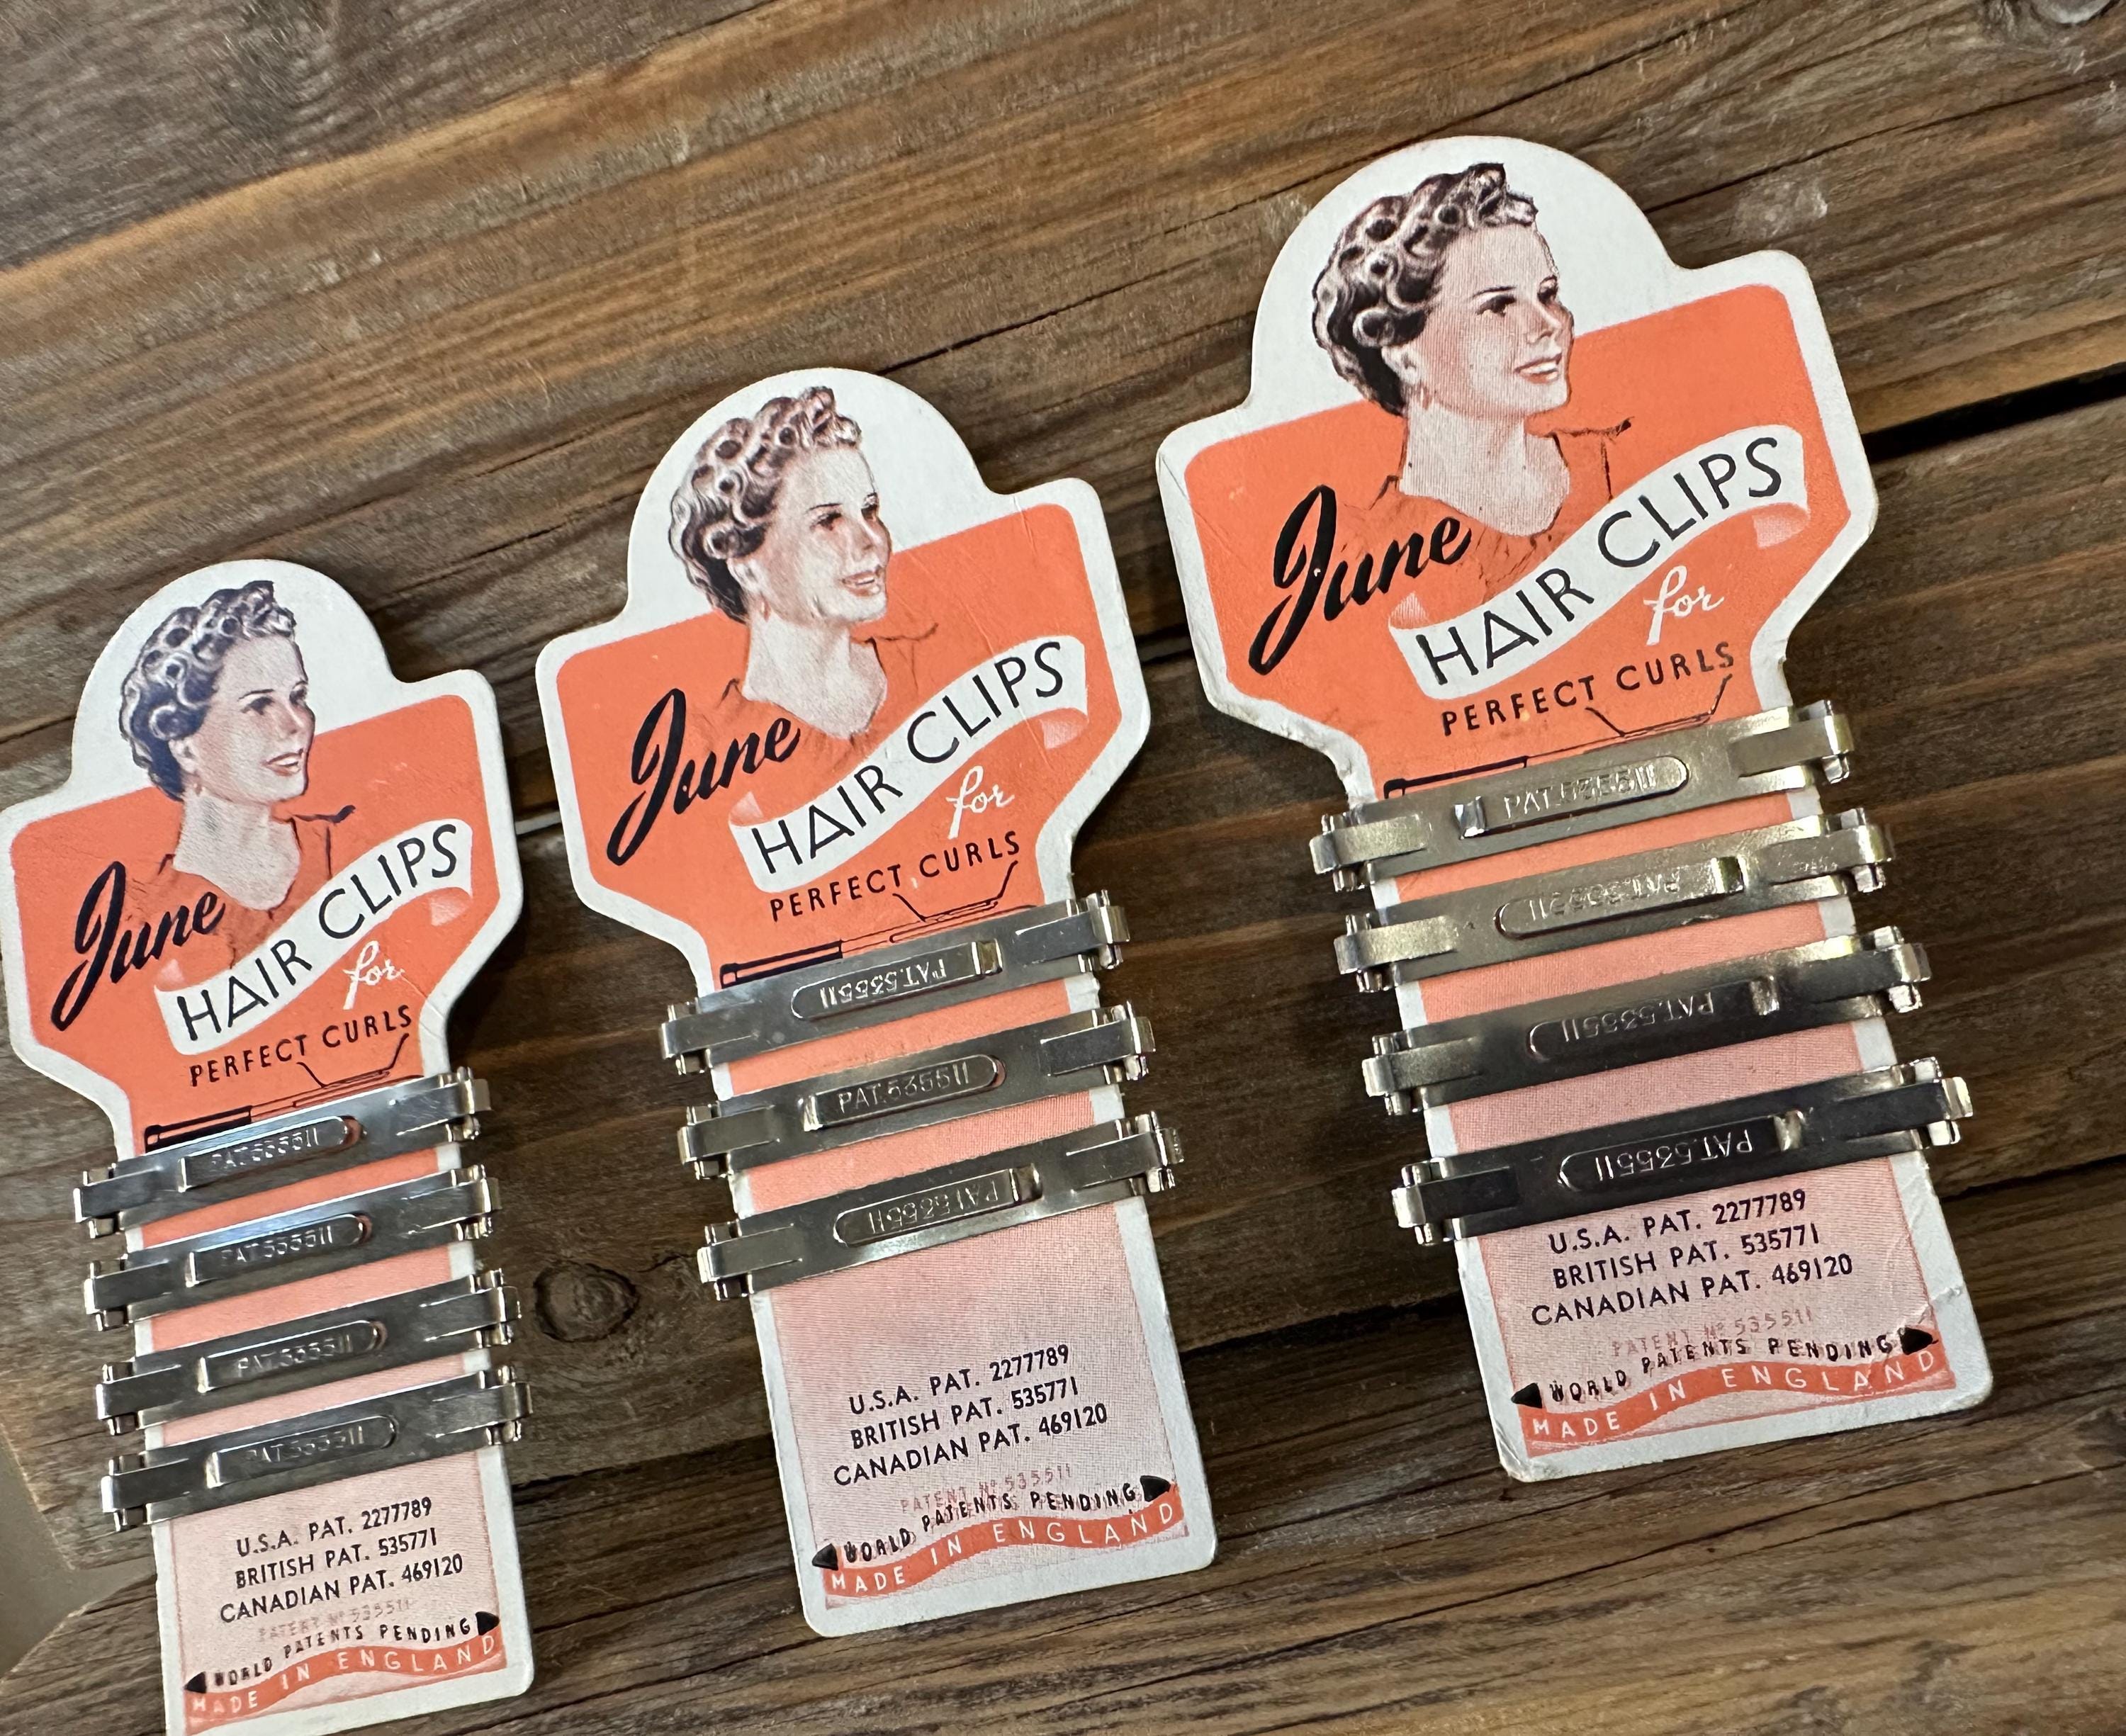 June
HAIR CLIPS
for
PERFECT CURLS
PAT.535511
PAT.535511
PAT.535511
PAT.535511
U.S.A. PAT. 2277789
BRITISH PAT. 535771
CANADIAN PAT. 469120
PATENT Nº 535511
WORLD PATENTS PENDING
MADE IN ENGLAND
June
HAIR CLIPS
for
PERFECT CURLS
PAT.535511
PAT.535511
PAT.535511
U.S.A. PAT. 2277789
BRITISH PAT. 535771
CANADIAN PAT. 469120
PATENT Nº 535511
WORLD PATENTS PENDING
MADE IN ENGLAND
June
HAIR CLIPS
for
PERFECT CURLS
PAT.535511
PAT.535511
PAT.535511
PAT.535511
U.S.A. PAT. 2277789
BRITISH PAT. 535771
CANADIAN PAT. 469120
PATENT Nº 535511
WORLD PATENTS PENDING
MADE IN ENGLAND